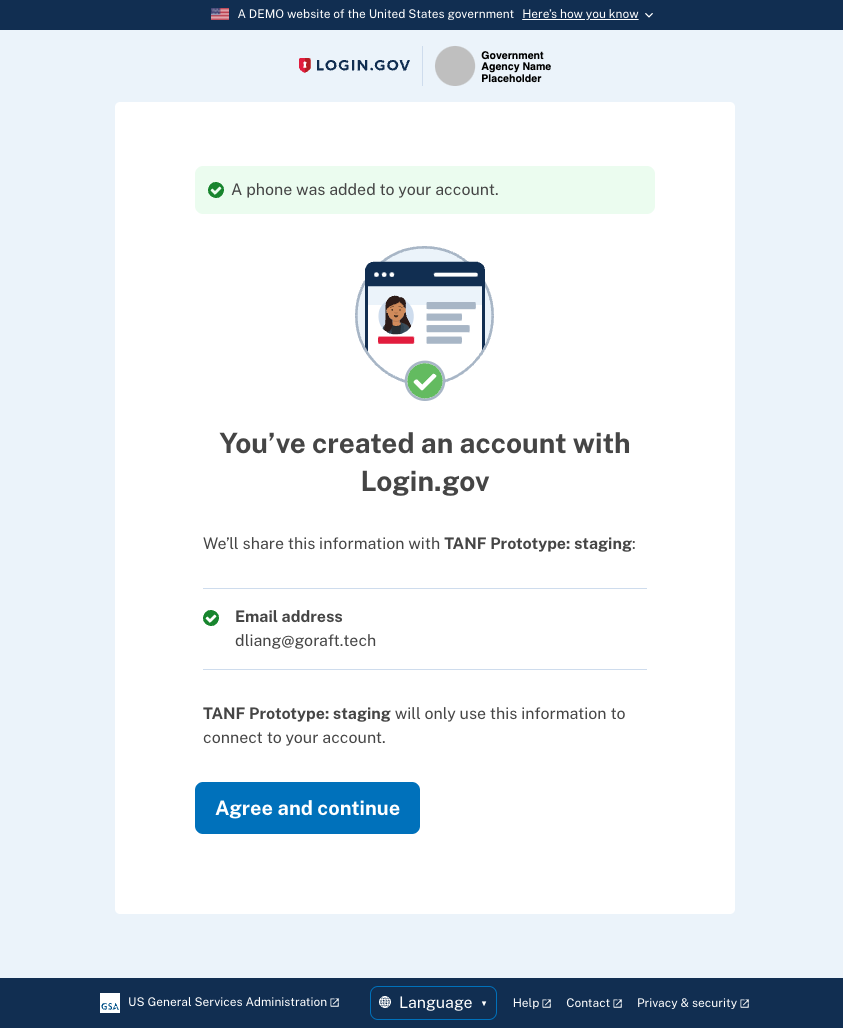 A DEMO website of the United States government Here's how you know
LOGIN.GOV
Government
Agency Name
Placeholder
A phone was added to your account.
You’ve created an account with
Login.gov
We’ll share this information with TANF Prototype: staging:
Email address
dliang@goraft.tech
TANF Prototype: staging will only use this information to
connect to your account.
Agree and continue
GSA US General Services Administration Language Help Contact Privacy & security